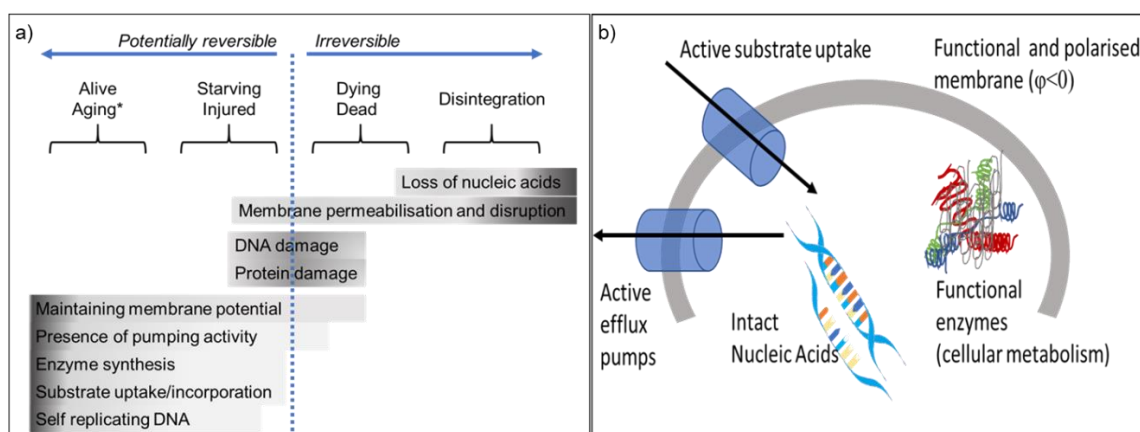 a)
Potentially reversible
Irreversible
Alive
Aging*
Starving
Injured
Dying
Dead
Disintegration
Loss of nucleic acids
Membrane permeabilisation and disruption
DNA damage
Protein damage
Maintaining membrane potential
Presence of pumping activity
Enzyme synthesis
Substrate uptake/incorporation
Self replicating DNA
b)
Active substrate uptake
Functional and polarised
membrane (φ<0)
Active
efflux
pumps
Intact
Nucleic Acids
Functional
enzymes
(cellular metabolism)